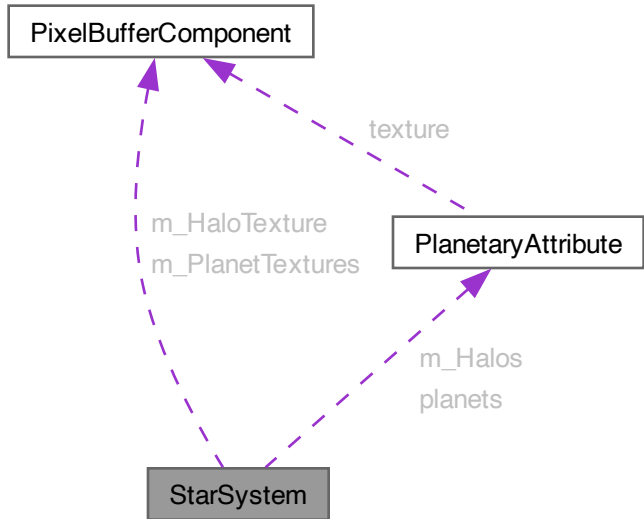 PixelBufferComponent
texture
m_HaloTexture
m_PlanetTextures
PlanetaryAttribute
m_Halos
planets
StarSystem